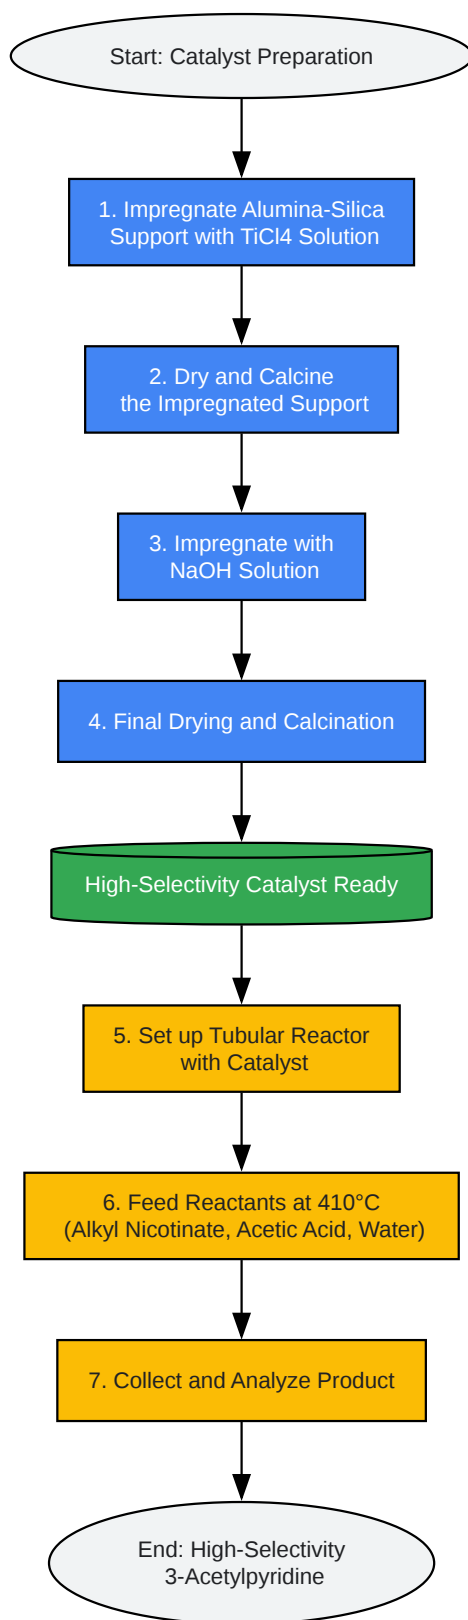 Start: Catalyst Preparation
1. Impregnate Alumina-Silica
Support with TiCl4 Solution
2. Dry and Calcine
the Impregnated Support
3. Impregnate with
NaOH Solution
4. Final Drying and Calcination
High-Selectivity Catalyst Ready
5. Set up Tubular Reactor
with Catalyst
6. Feed Reactants at 410°C
(Alkyl Nicotinate, Acetic Acid, Water)
7. Collect and Analyze Product
End: High-Selectivity
3-Acetylpyridine